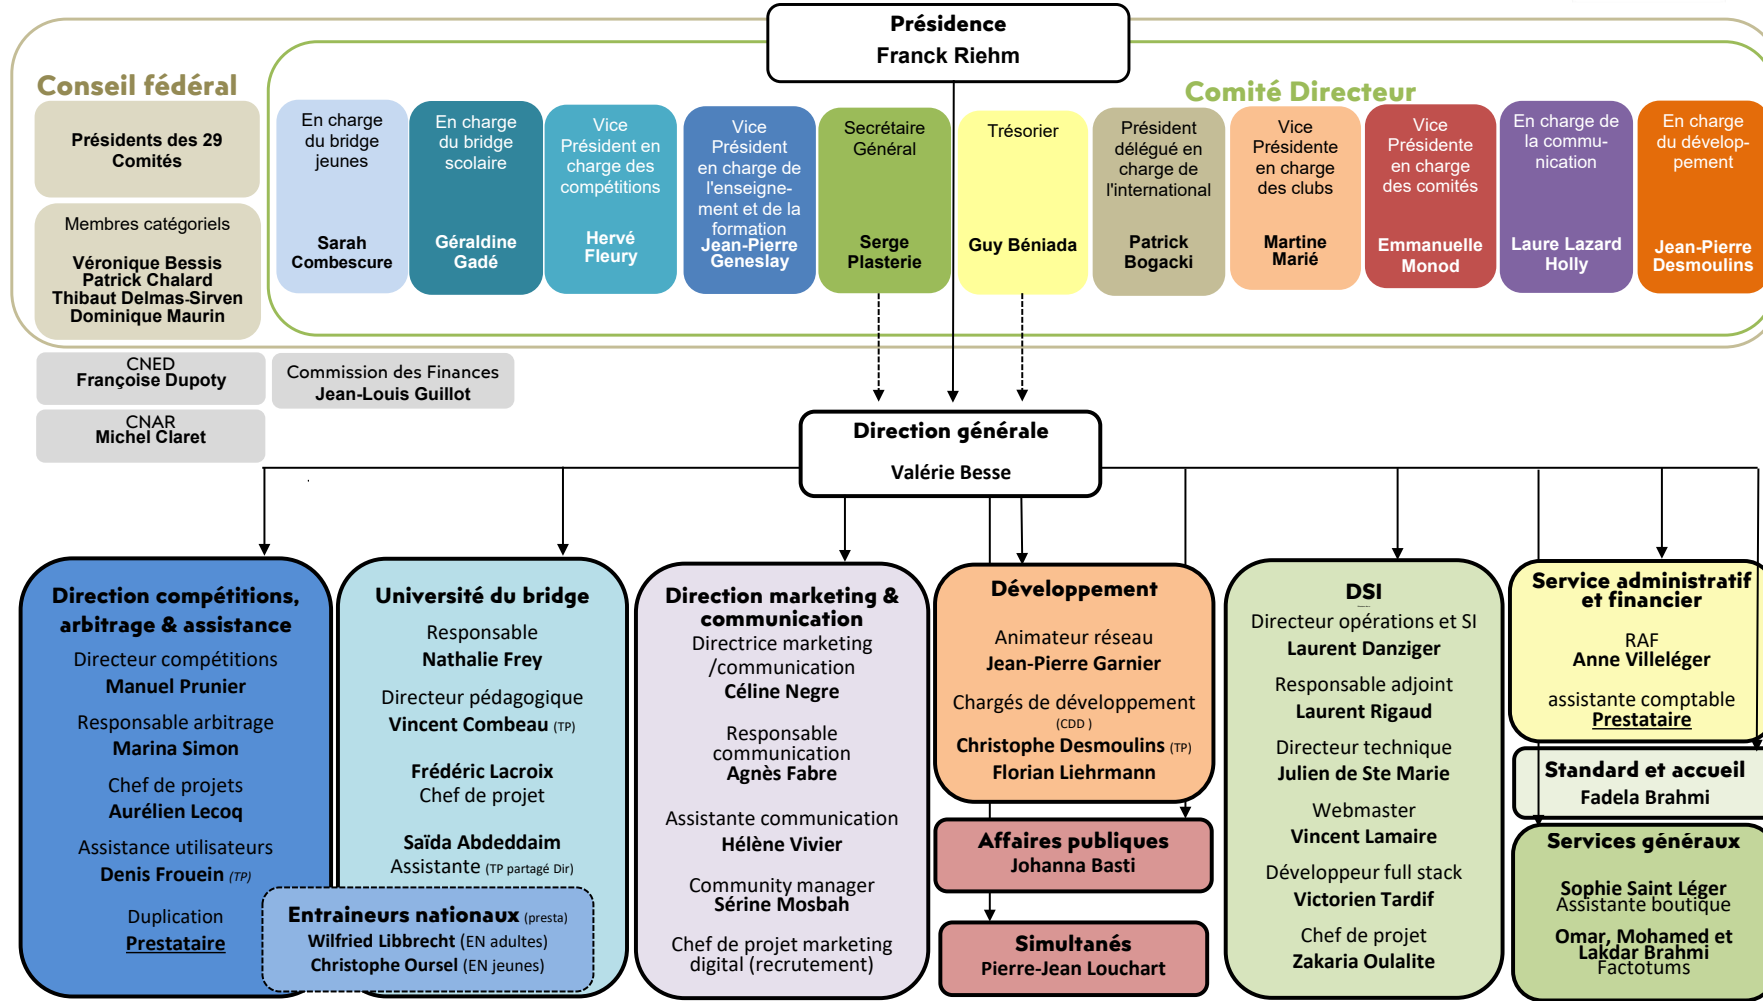 Présidence
Franck Riehm
Conseil fédéral
Comité Directeur
Présidents des 29
Comités
Membres catégoriels
Véronique Bessis
Patrick Chalard
Thibaut Delmas-Sirven
Dominique Maurin
En charge
du bridge
jeunes
Sarah
Combescure
En charge
du bridge
scolaire
Géraldine
Gadé
Vice
Président en
charge des
compétitions
Hervé
Fleury
Vice
Président
en charge de
l'enseigne-
ment et de la
formation
Jean-Pierre
Geneslay
Secrétaire
Général
Serge
Plasterie
Trésorier
Guy Béniada
Président
délégué en
charge de
l'international
Patrick
Bogacki
Vice
Présidente
en charge
des clubs
Martine
Marié
Vice
Présidente
en charge
des comités
Emmanuelle
Monod
En charge de
la commu-
nication
Laure Lazard
Holly
En charge
du dévelop-
pement
Jean-Pierre
Desmoulins
CNED
Françoise Dupoty
Commission des Finances
Jean-Louis Guillot
CNAR
Michel Claret
Direction générale
Valérie Besse
Direction compétitions,
arbitrage & assistance
Directeur compétitions
Manuel Prunier
Responsable arbitrage
Marina Simon
Chef de projets
Aurélien Lecoq
Assistance utilisateurs
Denis Frouein (TP)
Duplication
Prestataire
Université du bridge
Responsable
Nathalie Frey
Directeur pédagogique
Vincent Combeau (TP)
Frédéric Lacroix
Chef de projet
Saïda Abdeddaim
Assistante (TP partagé Dir)
Entraineurs nationaux (presta)
Wilfried Libbrecht (EN adultes)
Christophe Oursel (EN jeunes)
Direction marketing &
communication
Directrice marketing
/communication
Céline Negre
Responsable
communication
Agnès Fabre
Assistante communication
Hélène Vivier
Community manager
Sérine Mosbah
Chef de projet marketing
digital (recrutement)
Développement
Animateur réseau
Jean-Pierre Garnier
Chargés de développement
(CDD )
Christophe Desmoulins (TP)
Florian Liehrmann
Affaires publiques
Johanna Basti
Simultanés
Pierre-Jean Louchart
DSI
Directeur opérations et SI
Laurent Danziger
Responsable adjoint
Laurent Rigaud
Directeur technique
Julien de Ste Marie
Webmaster
Vincent Lamaire
Développeur full stack
Victorien Tardif
Chef de projet
Zakaria Oulalite
Service administratif
et financier
RAF
Anne Villeléger
assistante comptable
Prestataire
Standard et accueil
Fadela Brahmi
Services généraux
Sophie Saint Léger
Assistante boutique
Omar, Mohamed et
Lakdar Brahmi
Factotums